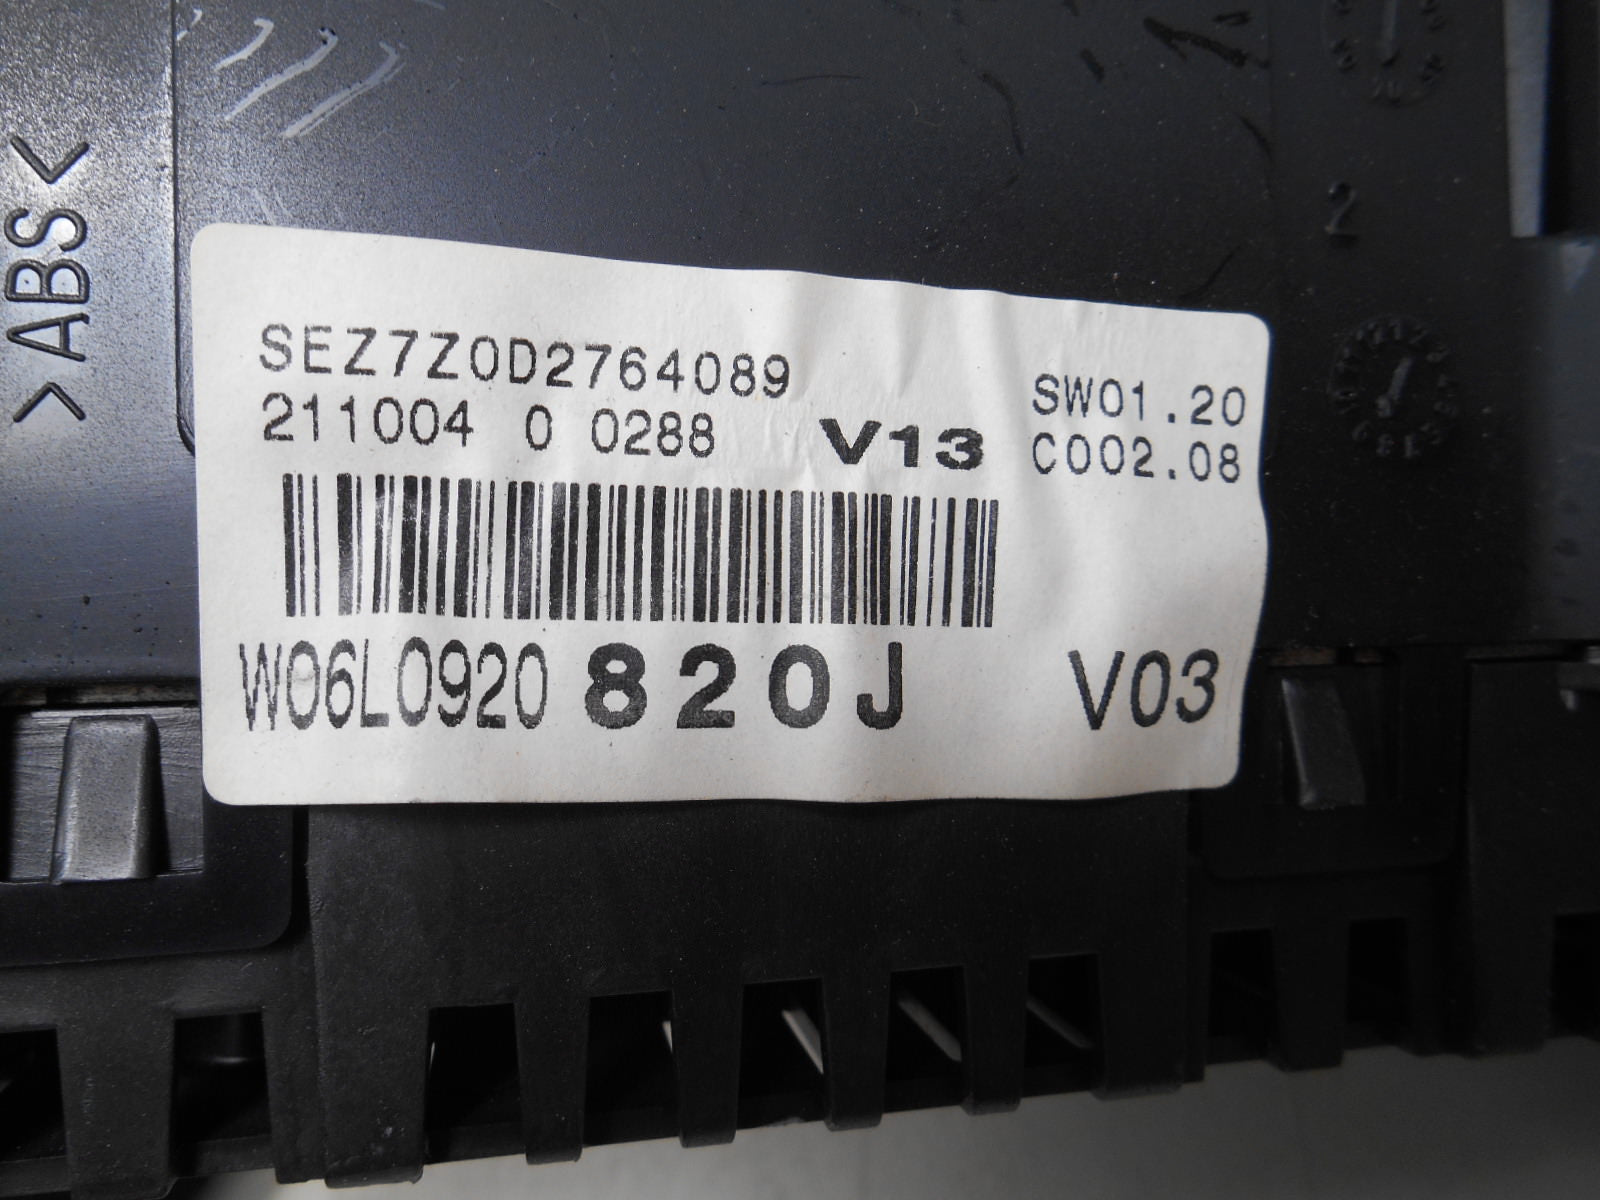 >ABS<
2
SEZ7Z0D2764089
211004 0 0288 V13
SW01.20
C002.08
W06L0920 820J V03